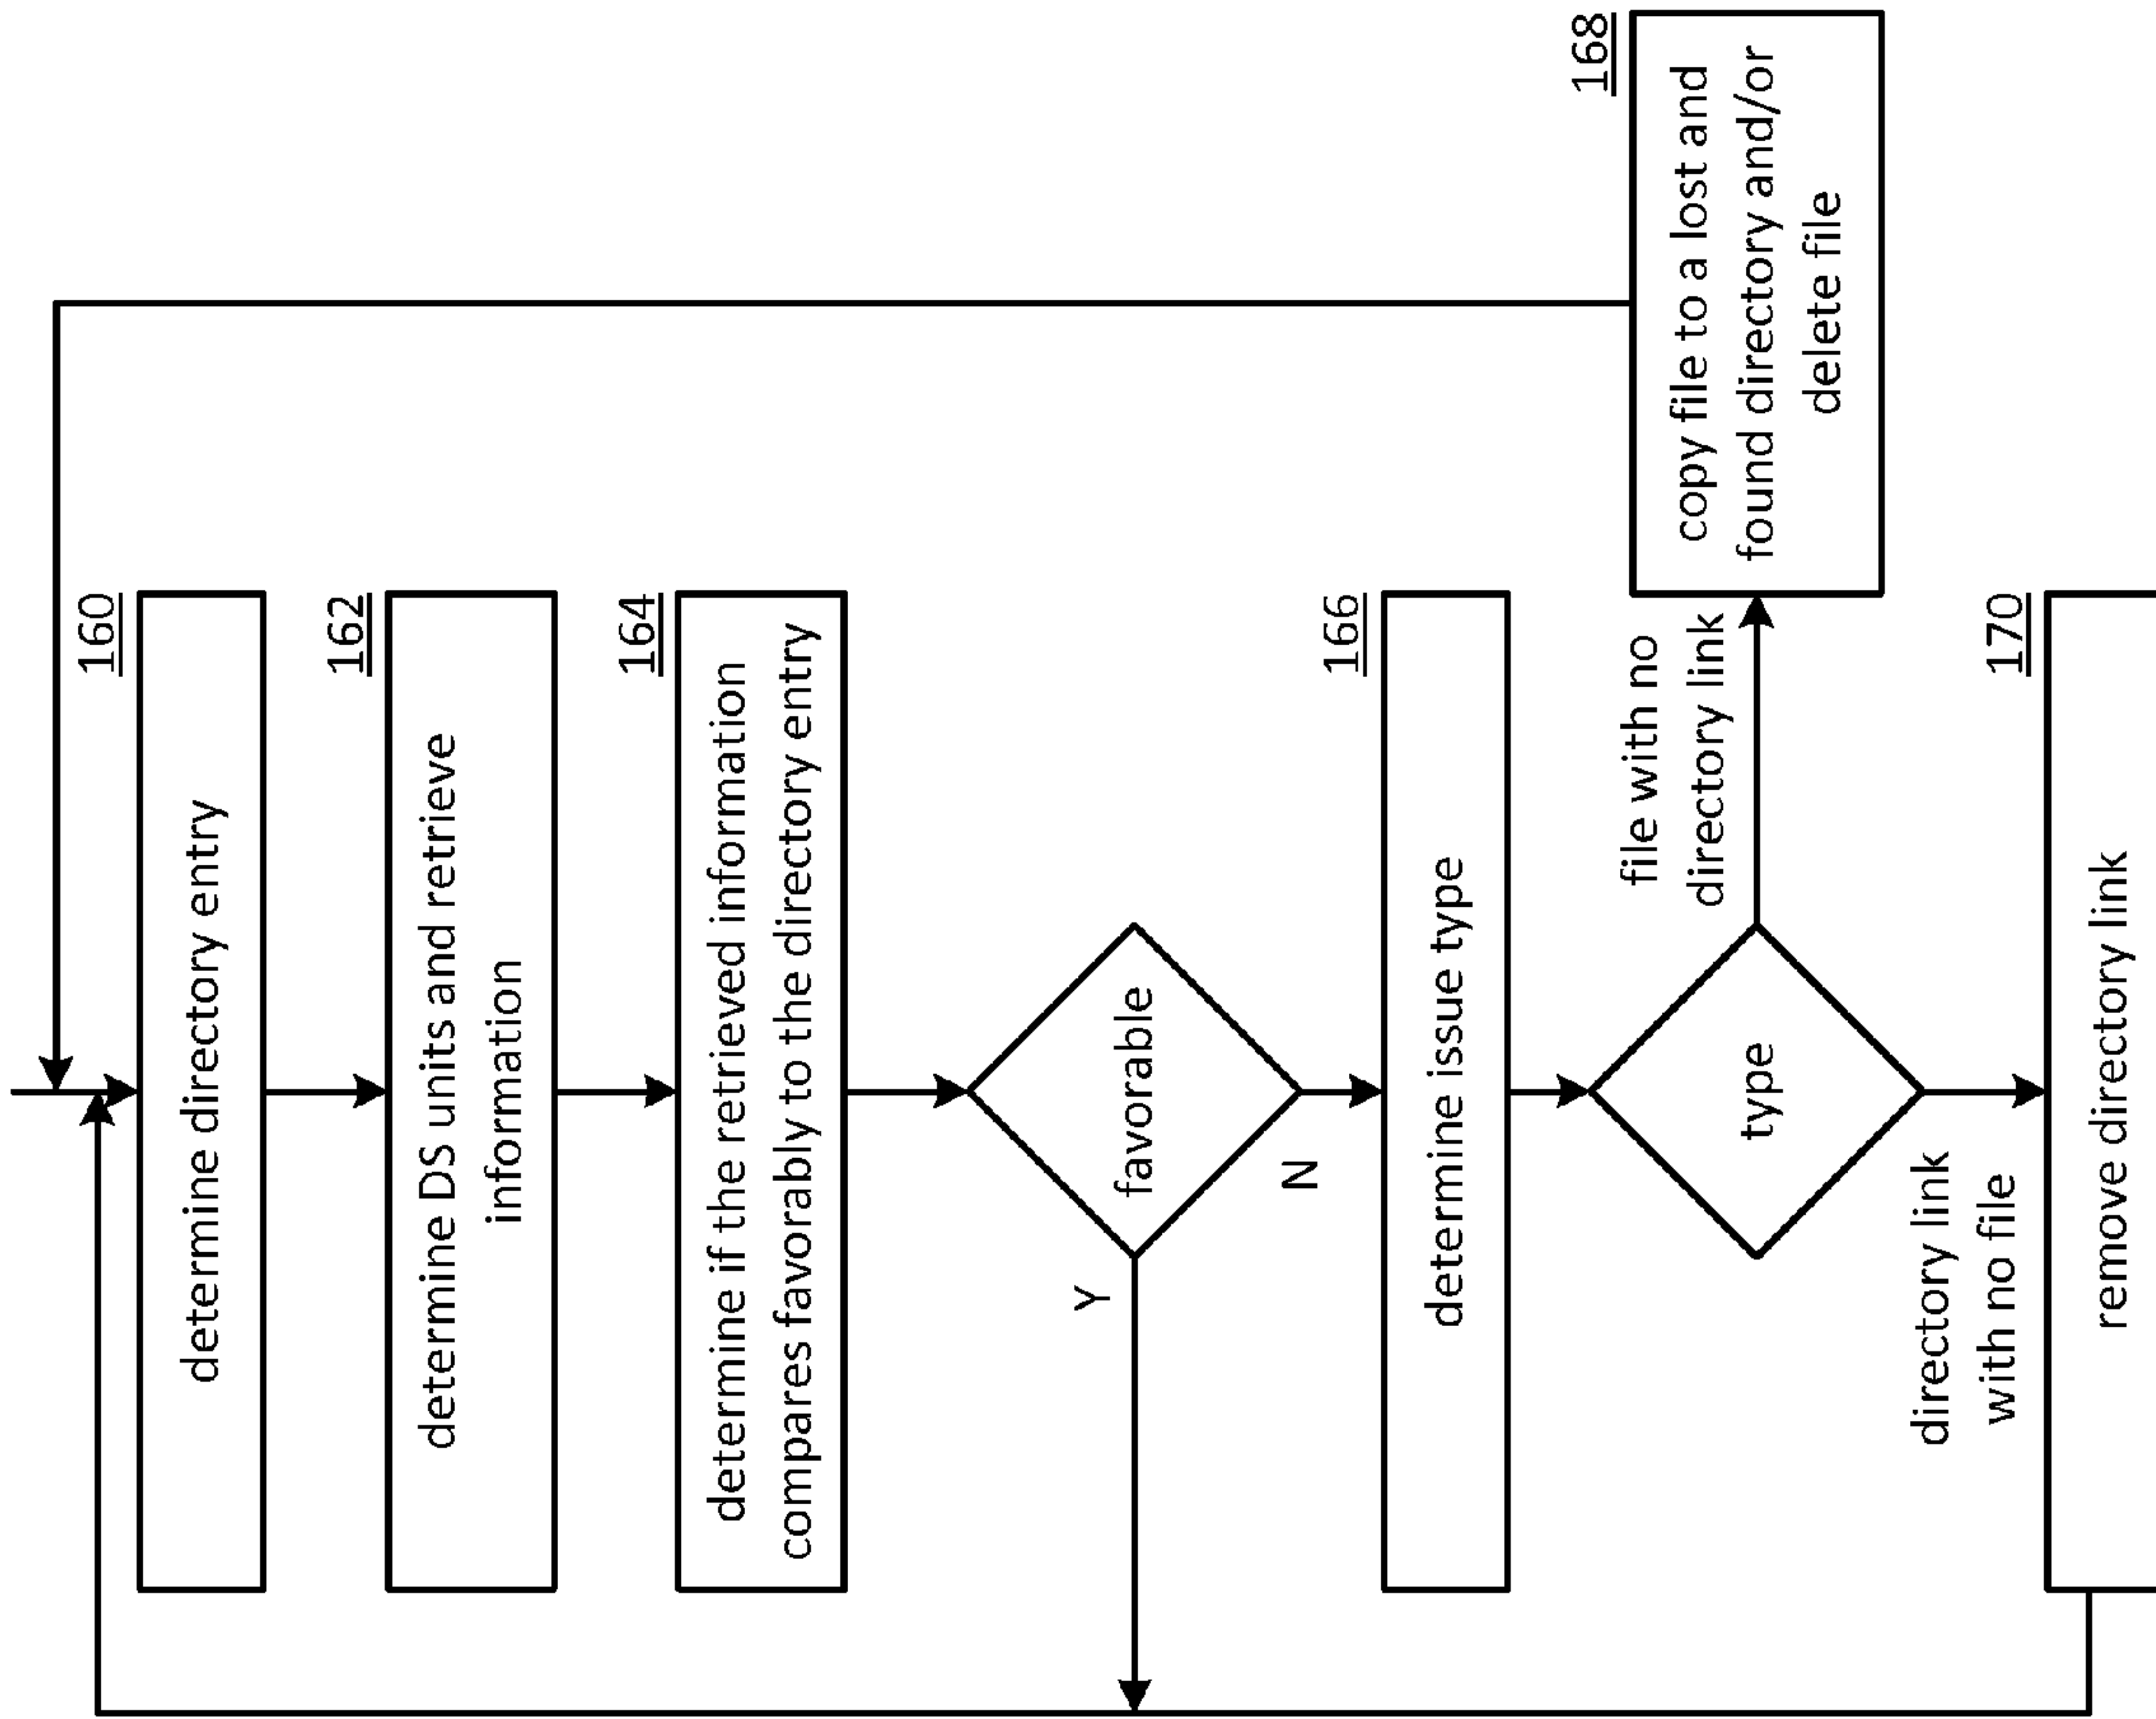 160
determine directory entry
162
determine DS units and retrieve
information
164
determine if the retrieved information
compares favorably to the directory entry
favorable
Y
N
166
determine issue type
type
file with no
directory link
168
copy file to a lost and
found directory and/or
delete file
directory link
with no file
170
remove directory link